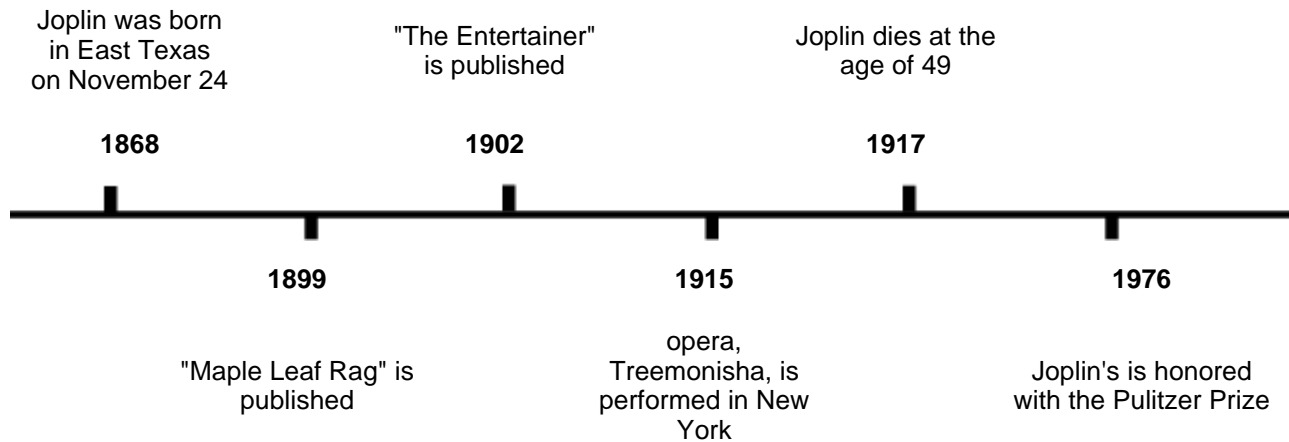 Joplin was born
in East Texas
on November 24
"The Entertainer"
is published
Joplin dies at the
age of 49
1868
1902
1917
1899
1915
1976
"Maple Leaf Rag" is
published
opera,
Treemonisha, is
performed in New
York
Joplin's is honored
with the Pulitzer Prize